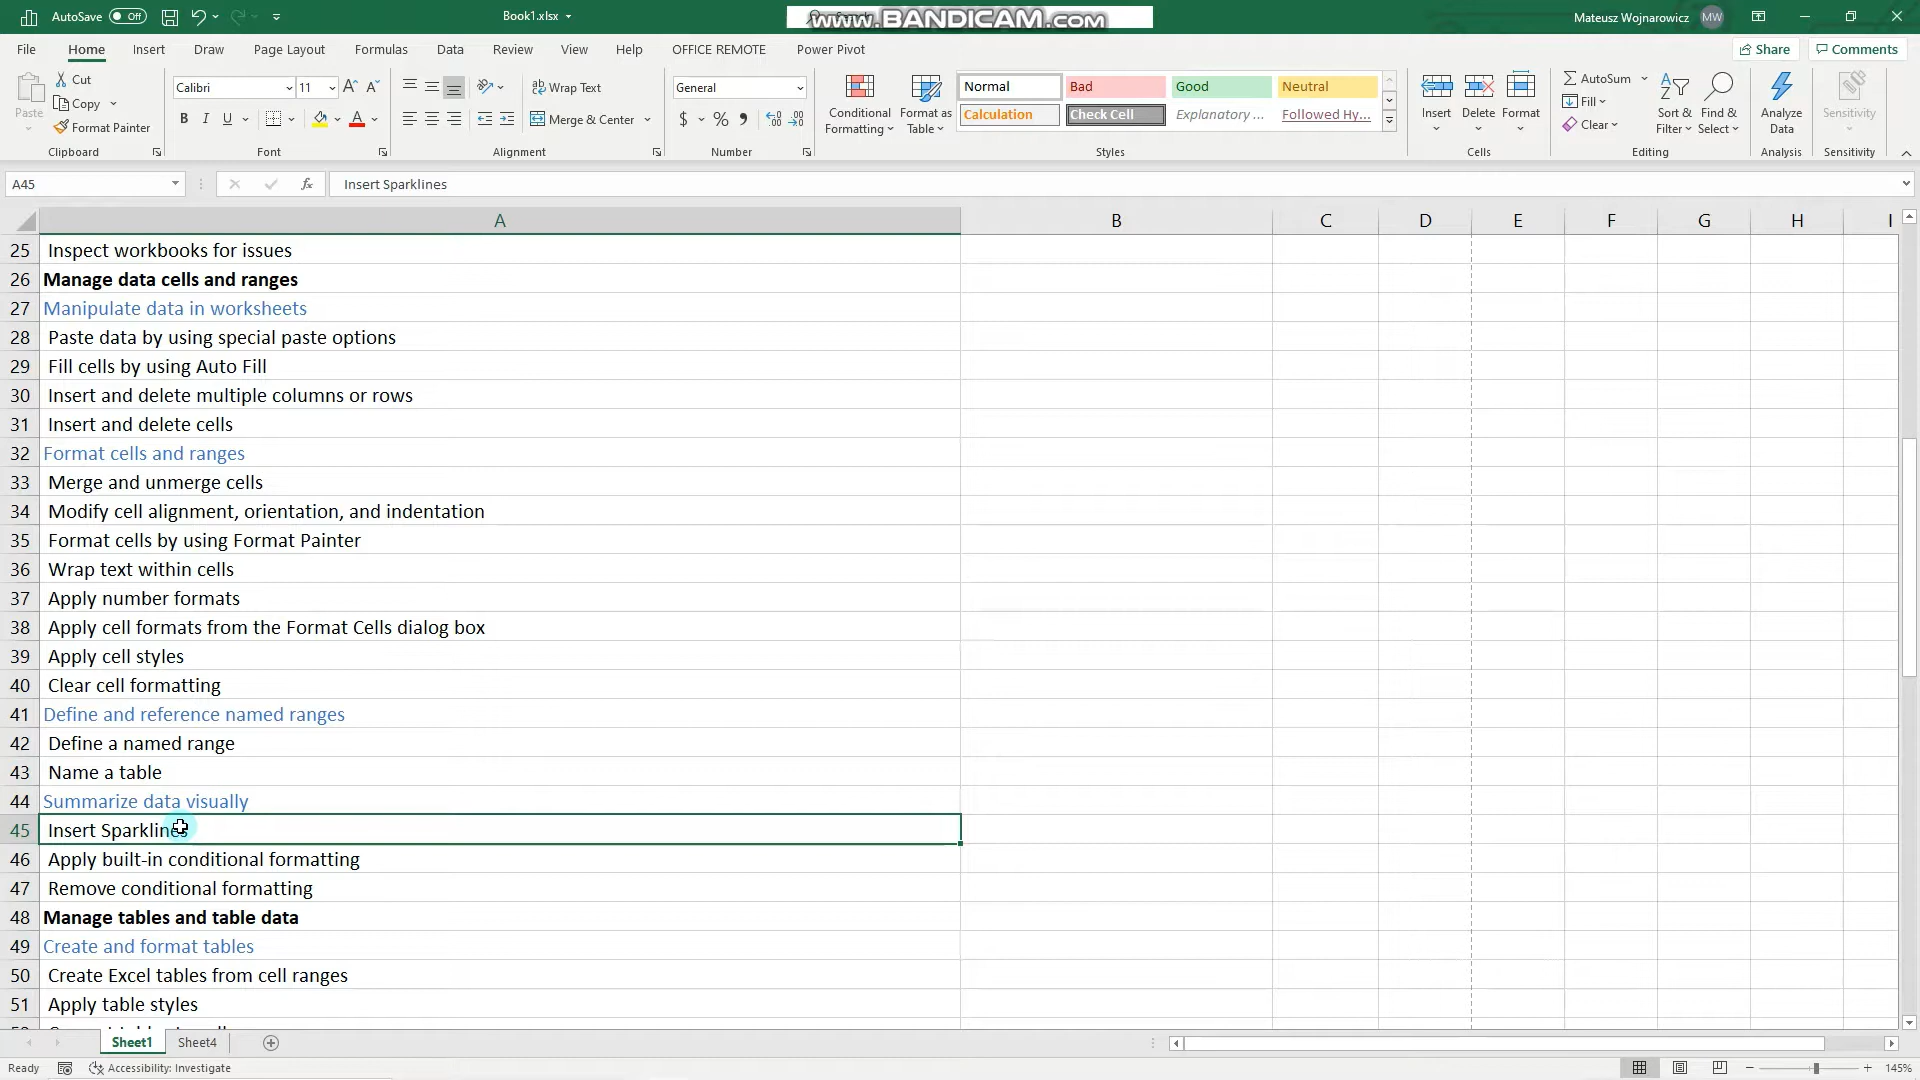 AutoSave Off
Book1.xlsx
www.BANDICAM.com
Mateusz Wojnarowicz MW
File Home Insert Draw Page Layout Formulas Data Review View Help OFFICE REMOTE Power Pivot
Share Comments
Paste
Cut
Copy
Format Painter
Clipboard
Calibri 11
B I U
Font
Wrap Text
Merge & Center
Alignment
General
$ % ,
Number
Conditional Formatting
Format as Table
Normal Bad Good Neutral
Calculation Check Cell Explanatory ... Followed Hy...
Styles
Insert Delete Format
Cells
AutoSum
Fill
Clear
Sort & Filter
Find & Select
Editing
Analyze Data
Analysis
Sensitivity
Sensitivity
A45 fx Insert Sparklines
A B C D E F G H I
25 Inspect workbooks for issues
26 Manage data cells and ranges
27 Manipulate data in worksheets
28 Paste data by using special paste options
29 Fill cells by using Auto Fill
30 Insert and delete multiple columns or rows
31 Insert and delete cells
32 Format cells and ranges
33 Merge and unmerge cells
34 Modify cell alignment, orientation, and indentation
35 Format cells by using Format Painter
36 Wrap text within cells
37 Apply number formats
38 Apply cell formats from the Format Cells dialog box
39 Apply cell styles
40 Clear cell formatting
41 Define and reference named ranges
42 Define a named range
43 Name a table
44 Summarize data visually
45 Insert Sparklines
46 Apply built-in conditional formatting
47 Remove conditional formatting
48 Manage tables and table data
49 Create and format tables
50 Create Excel tables from cell ranges
51 Apply table styles
Sheet1 Sheet4
Ready Accessibility: Investigate 145%